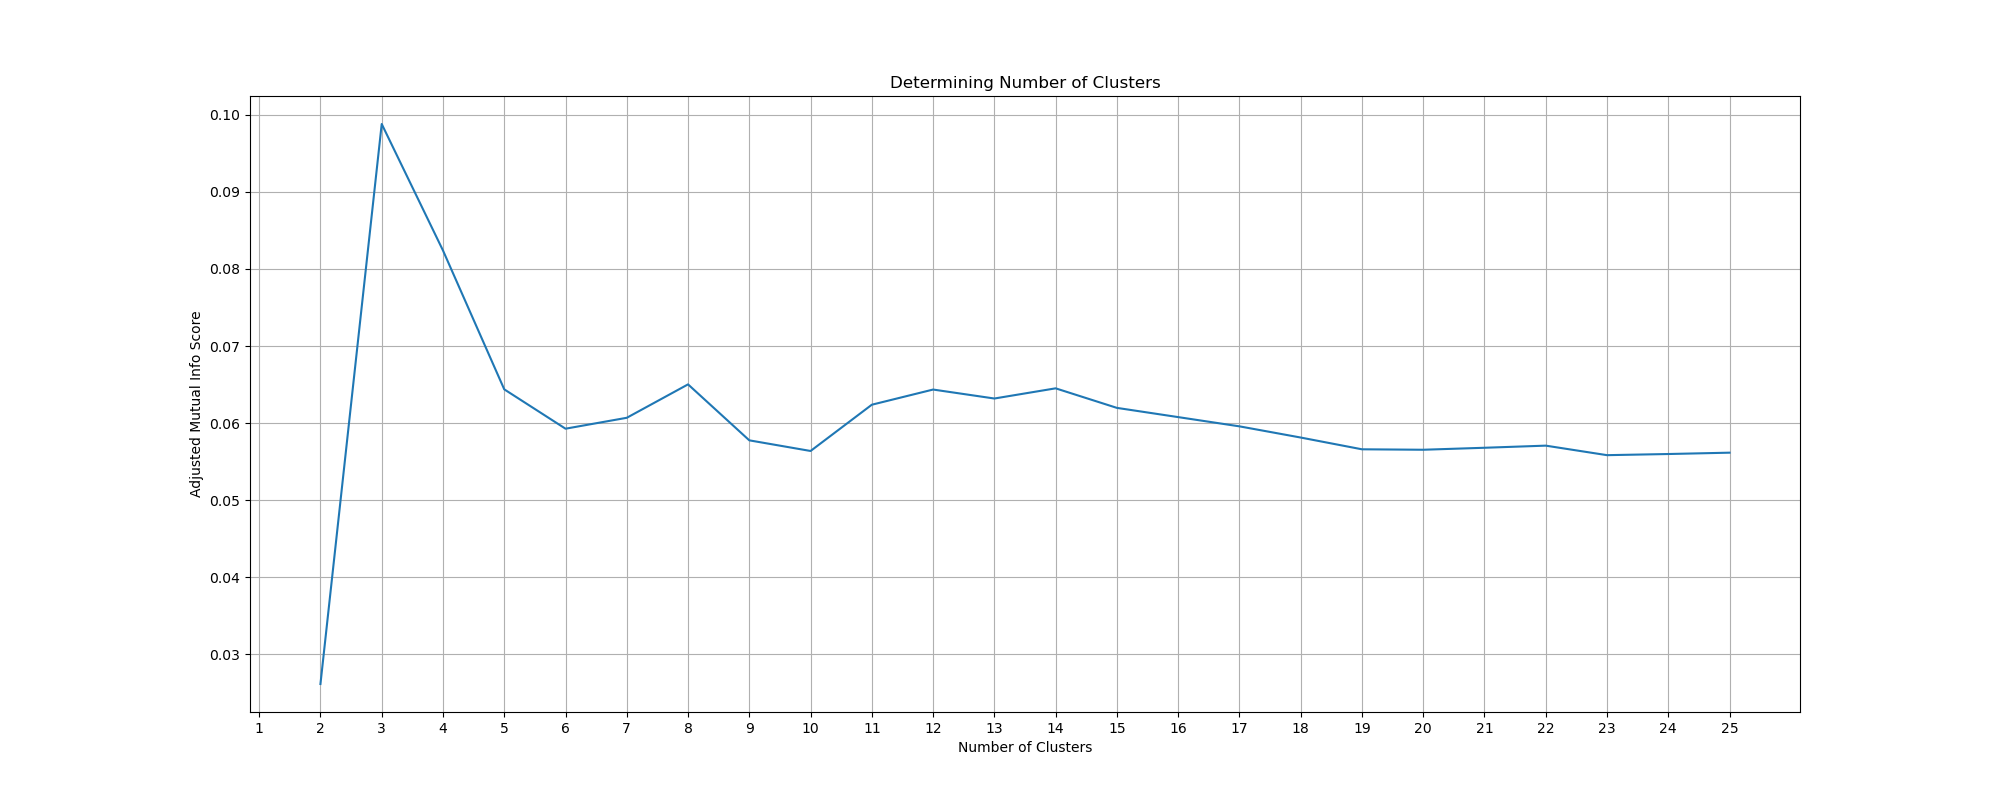 Determining Number of Clusters
0.10
0.09
0.08
0.07
0.06
0.05
0.04
0.03
Adjusted Mutual Info Score
1 2 3 4 5 6 7 8 9 10 11 12 13 14 15 16 17 18 19 20 21 22 23 24 25
Number of Clusters